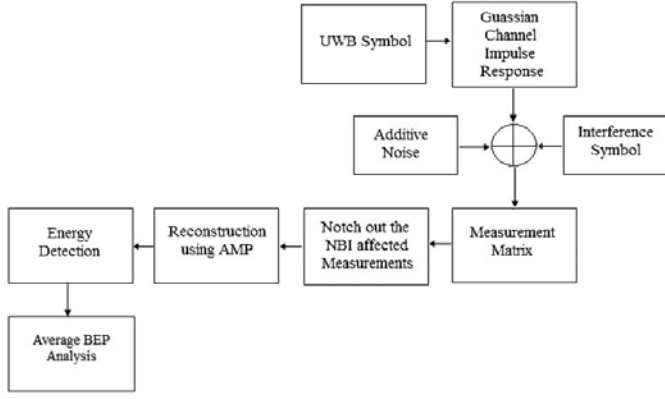 UWB Symbol
Guassian
Channel
Impulse
Response
Additive
Noise
Interference
Symbol
Energy
Detection
Reconstruction
using AMP
Notch out the
NBI affected
Measurements
Measurement
Matrix
Average BEP
Analysis